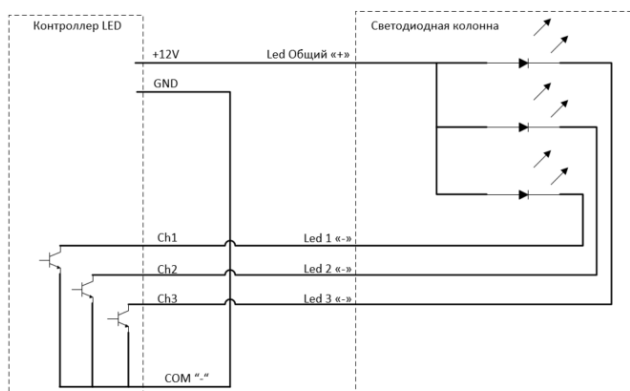 Контроллер LED
Светодиодная колонна
+12V
Led Общий «+»
GND
Ch1
Led 1 «-»
Ch2
Led 2 «-»
Ch3
Led 3 «-»
COM “-“